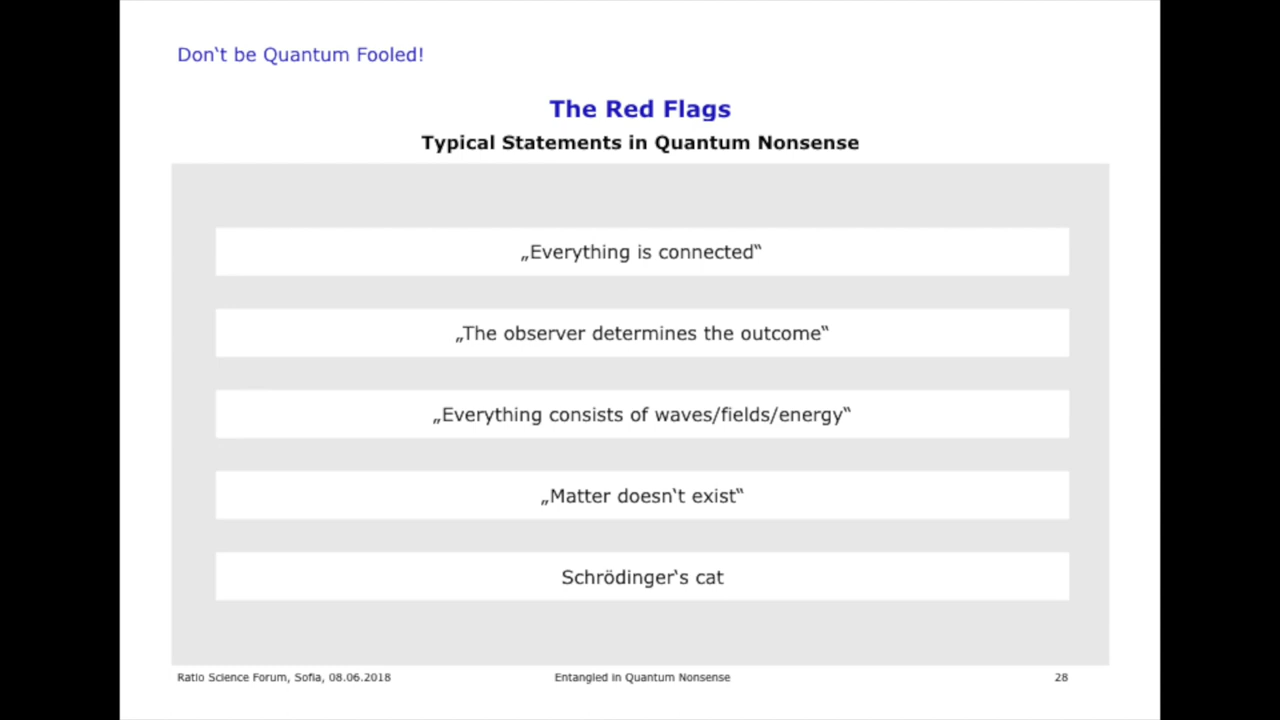 Don‘t be Quantum Fooled!
The Red Flags
Typical Statements in Quantum Nonsense
„Everything is connected“
„The observer determines the outcome“
„Everything consists of waves/fields/energy“
„Matter doesn‘t exist“
Schrödinger‘s cat
Ratio Science Forum, Sofia, 08.06.2018 Entangled in Quantum Nonsense 28